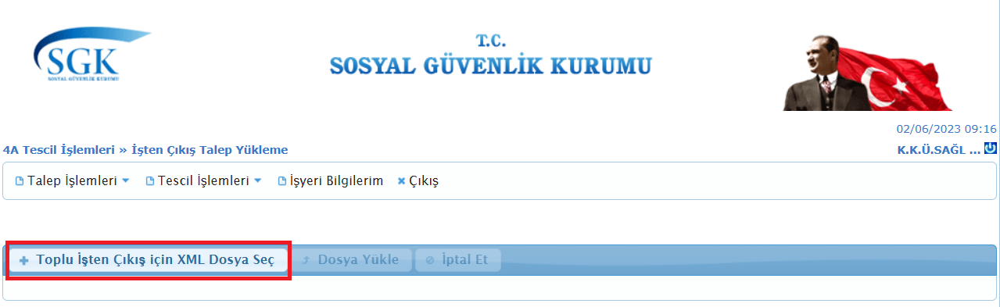 SGK
SOSYAL GÜVENLİK KURUMU
T.C.
SOSYAL GÜVENLİK KURUMU
02/06/2023 09:16
4A Tescil İşlemleri » İşten Çıkış Talep Yükleme
K.K.Ü.SAĞL ...
Talep İşlemleri Tescil İşlemleri İşyeri Bilgilerim Çıkış
Toplu İşten Çıkış için XML Dosya Seç Dosya Yükle İptal Et